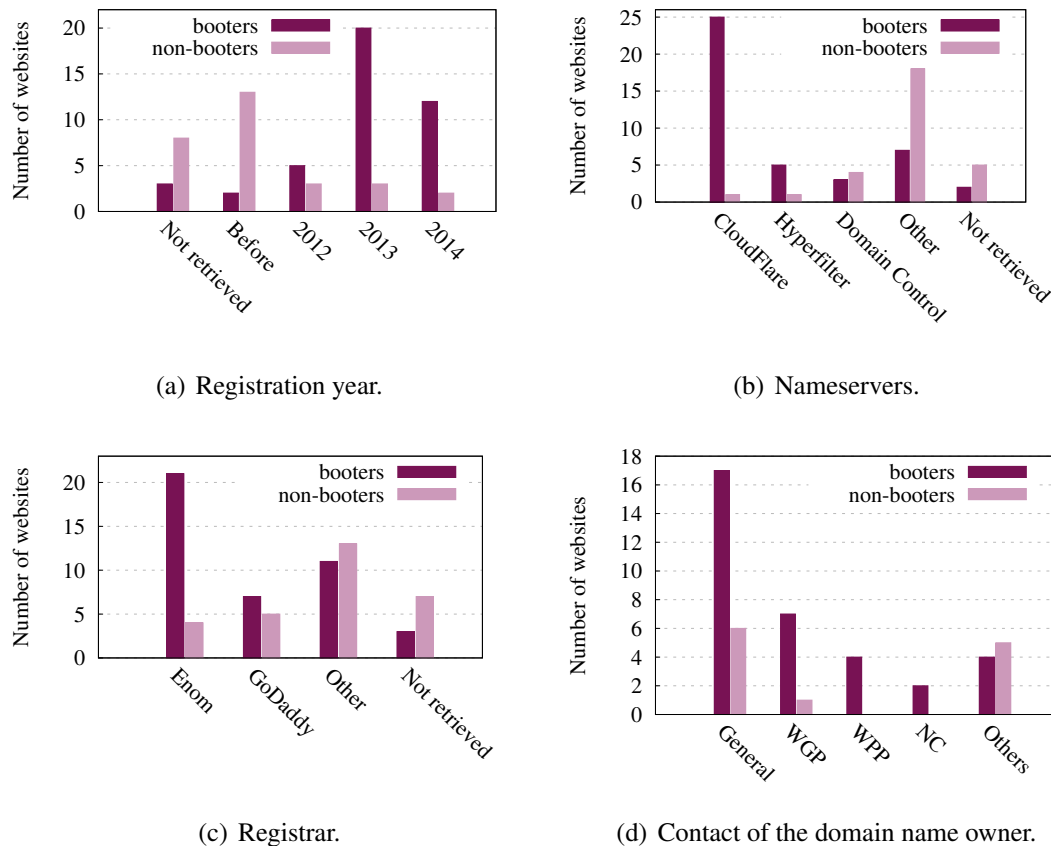 Number of websites
20
15
10
5
0
booters
non-booters
Not retrieved
Before
2012
2013
2014
(a) Registration year.
Number of websites
25
20
15
10
5
0
booters
non-booters
CloudFlare
Hyperfilter
Domain Control
Other
Not retrieved
(b) Nameservers.
Number of websites
20
15
10
5
0
booters
non-booters
Enom
GoDaddy
Other
Not retrieved
(c) Registrar.
Number of websites
18
16
14
12
10
8
6
4
2
0
booters
non-booters
General
WGP
WPP
NC
Others
(d) Contact of the domain name owner.